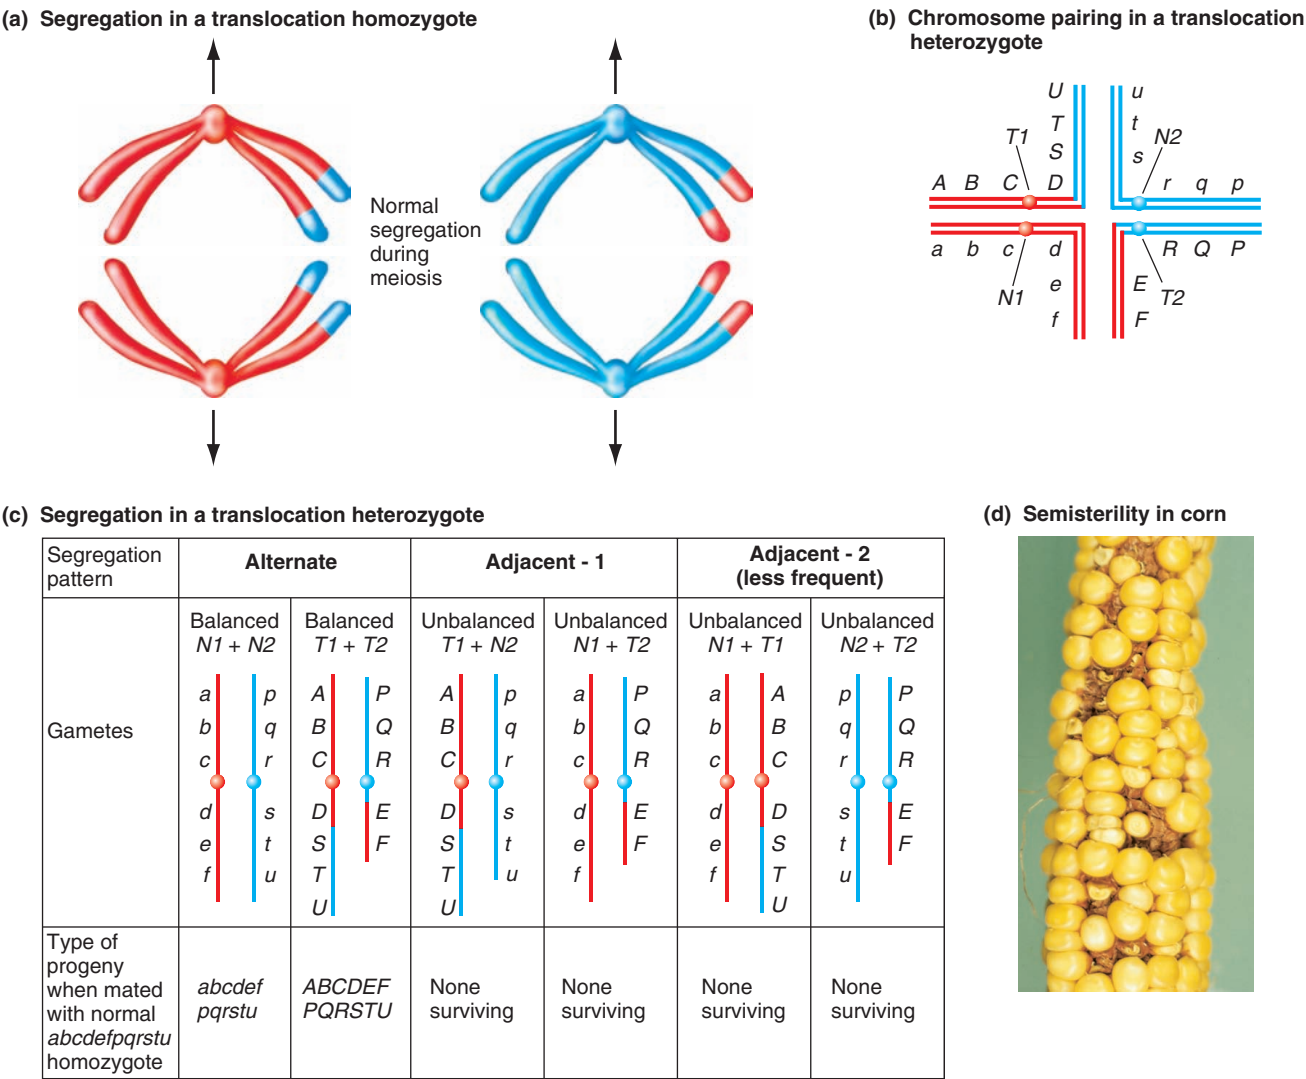 (a) Segregation in a translocation homozygote
Normal
segregation
during
meiosis
(b) Chromosome pairing in a translocation
heterozygote
U u
T t
T1 N2
S s
A B C D r q p
a b c d R Q P
e E
N1 T2
f F
(c) Segregation in a translocation heterozygote
Segregation
pattern
Alternate
Adjacent - 1
Adjacent - 2
(less frequent)
Gametes
Balanced
N1 + N2
a p
b q
c r
d s
e t
f u
Balanced
T1 + T2
A P
B Q
C R
D E
S F
T
U
Unbalanced
T1 + N2
A p
B q
C r
D s
S t
T u
U
Unbalanced
N1 + T2
a P
b Q
c R
d E
e F
f
Unbalanced
N1 + T1
a A
b B
c C
d D
e S
f T
U
Unbalanced
N2 + T2
p P
q Q
r R
s E
t F
u
Type of
progeny
when mated
with normal
abcdefpqrstu
homozygote
abcdef
pqrstu
ABCDEF
PQRSTU
None
surviving
None
surviving
None
surviving
None
surviving
(d) Semisterility in corn